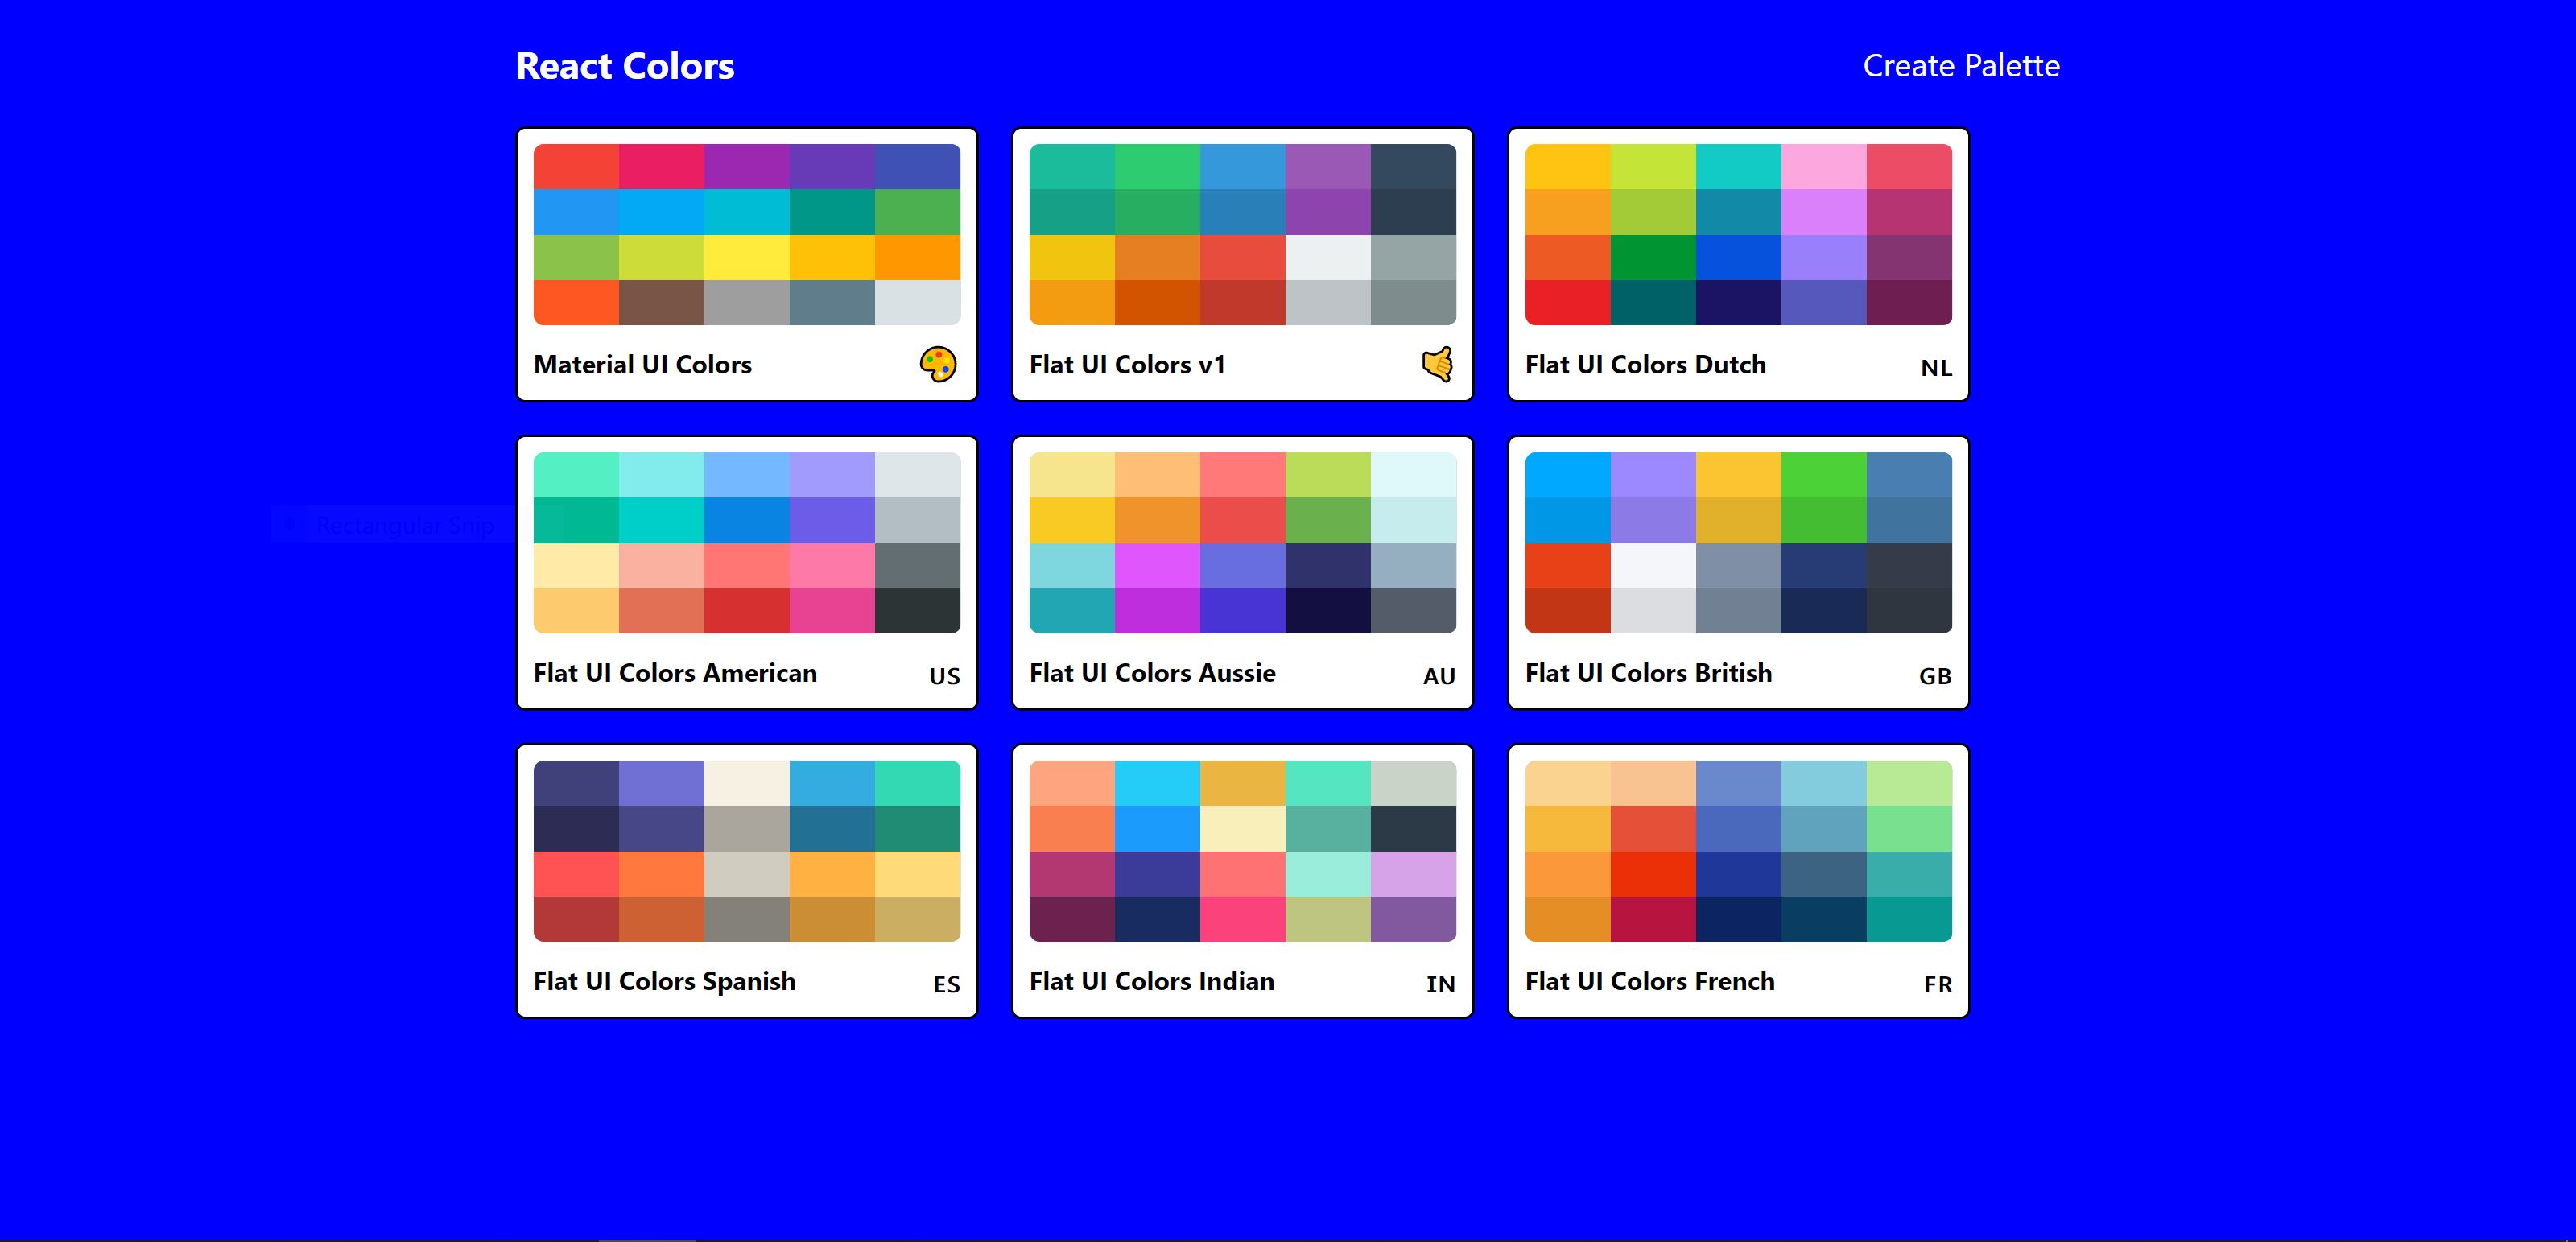 React Colors
Create Palette
Material UI Colors
Flat UI Colors v1
Flat UI Colors Dutch NL
Rectangular Snip
Flat UI Colors American US
Flat UI Colors Aussie AU
Flat UI Colors British GB
Flat UI Colors Spanish ES
Flat UI Colors Indian IN
Flat UI Colors French FR